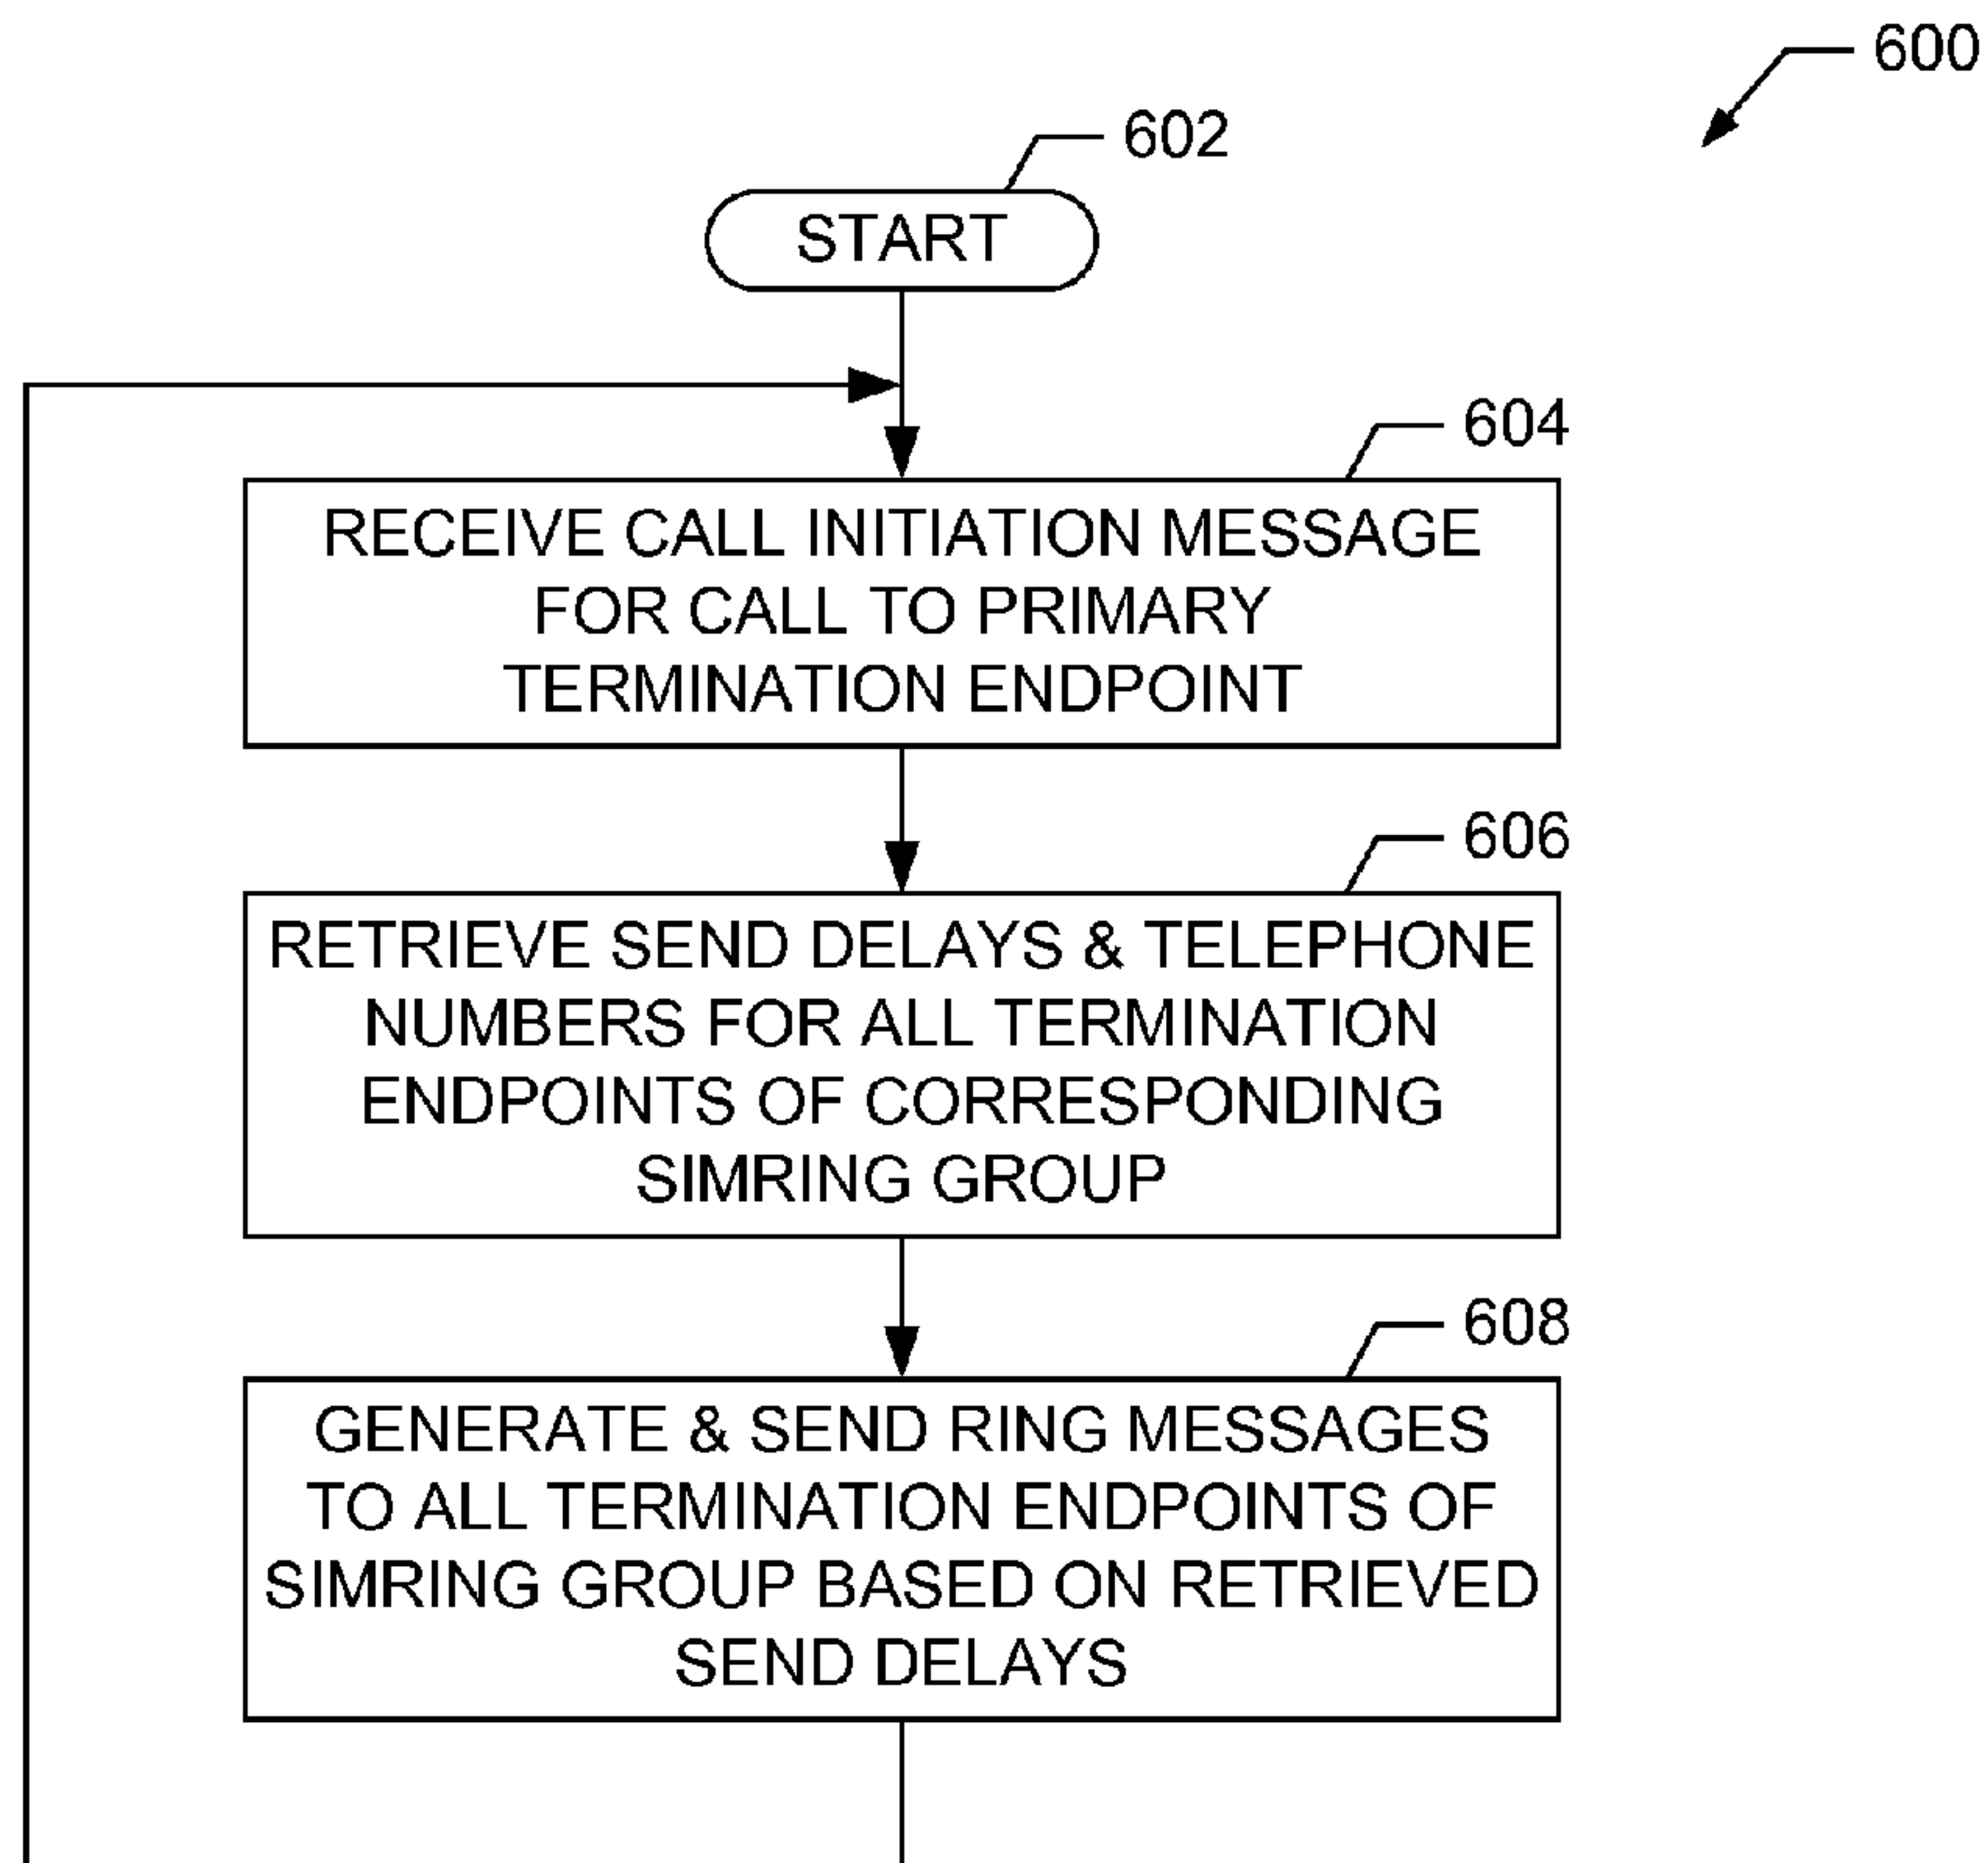 600
602
START
604
RECEIVE CALL INITIATION MESSAGE
FOR CALL TO PRIMARY
TERMINATION ENDPOINT
606
RETRIEVE SEND DELAYS & TELEPHONE
NUMBERS FOR ALL TERMINATION
ENDPOINTS OF CORRESPONDING
SIMRING GROUP
608
GENERATE & SEND RING MESSAGES
TO ALL TERMINATION ENDPOINTS OF
SIMRING GROUP BASED ON RETRIEVED
SEND DELAYS